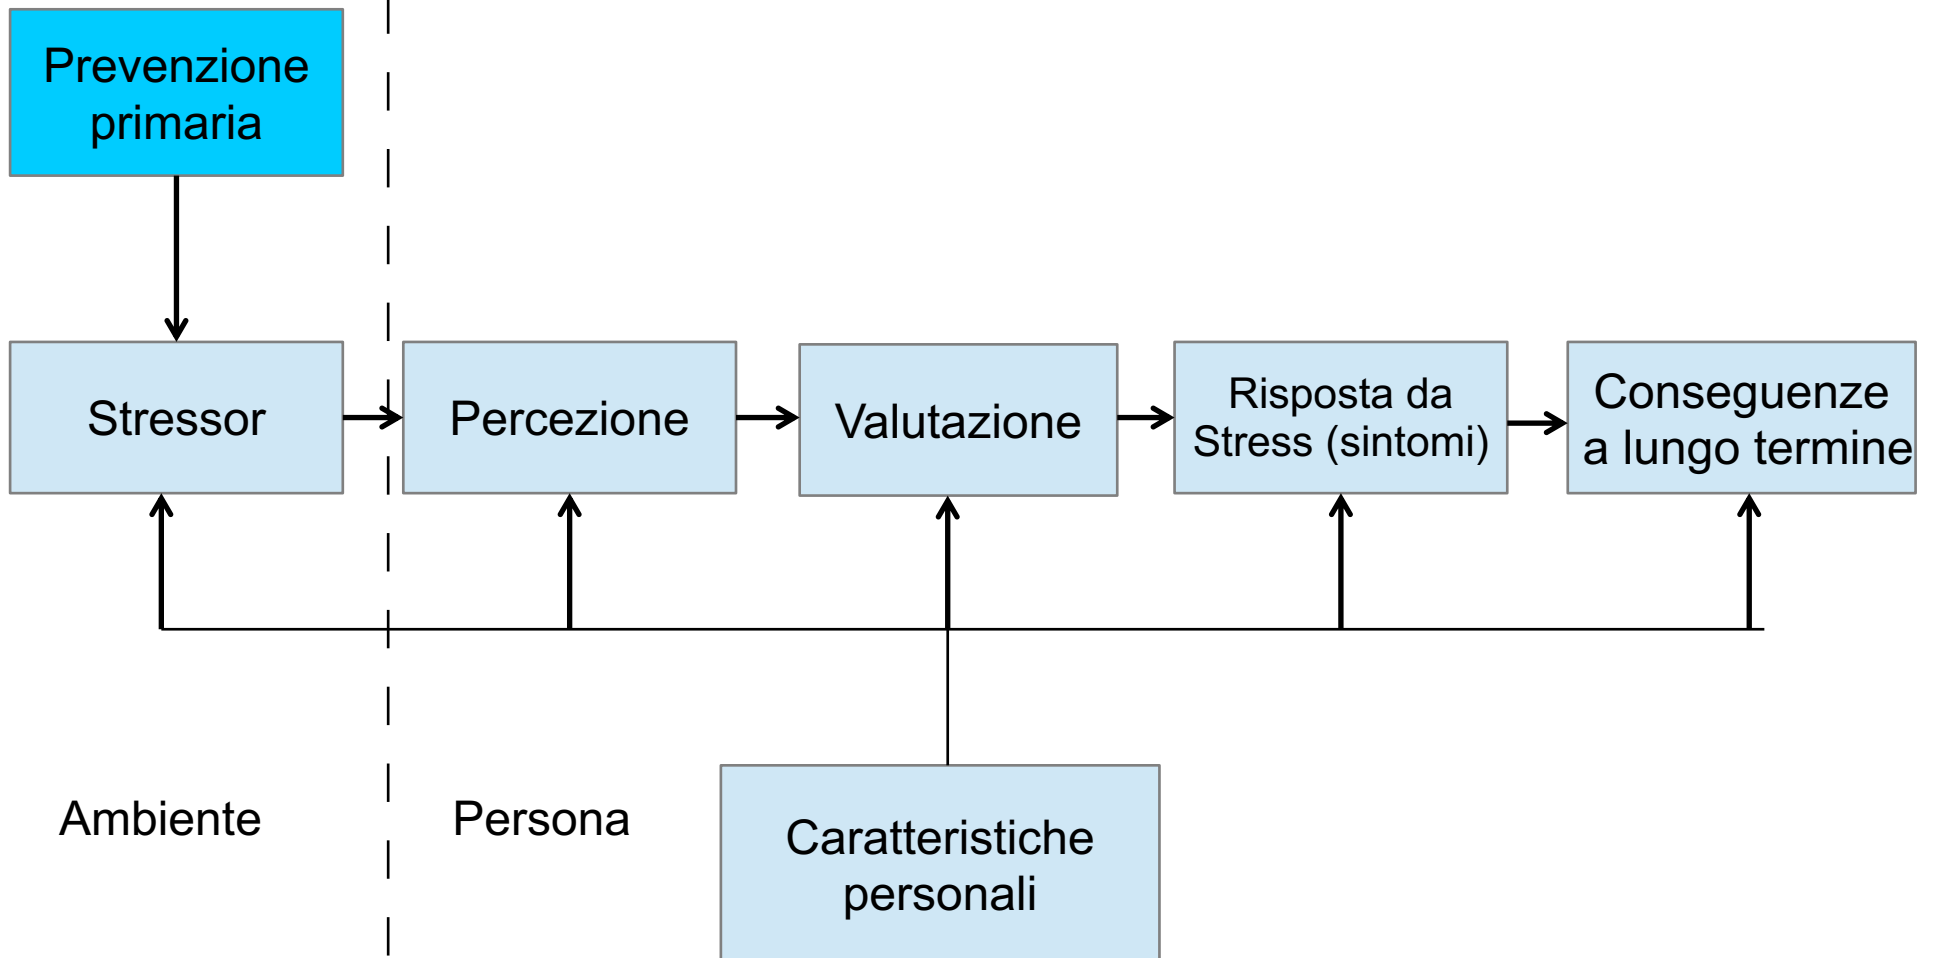 Prevenzione
primaria
Stressor
Percezione
Valutazione
Risposta da
Stress (sintomi)
Conseguenze
a lungo termine
Ambiente
Persona
Caratteristiche
personali